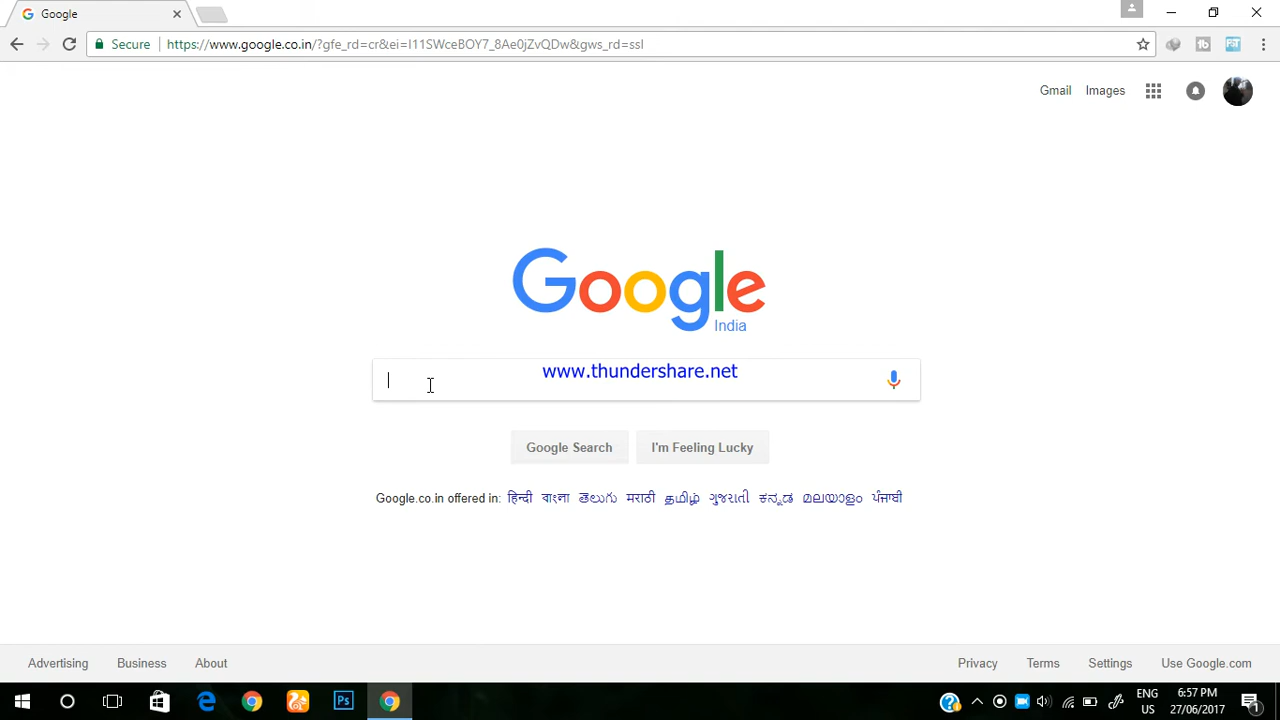 Google
Secure
https://www.google.co.in/?gfe_rd=cr&ei=I11SWceBOY7_8Ae0jZvQDw&gws_rd=ssl
Gmail Images
Google
India
www.thundershare.net
Google Search I'm Feeling Lucky
Google.co.in offered in: हिन्दी বাংলা తెలుగు मराठी தமிழ் ગુજરાતી ಕನ್ನಡ മലയാളം ਪੰਜਾਬੀ
Advertising Business About Privacy Terms Settings Use Google.com
Ps
ENG 6:57 PM
US 27/06/2017
1